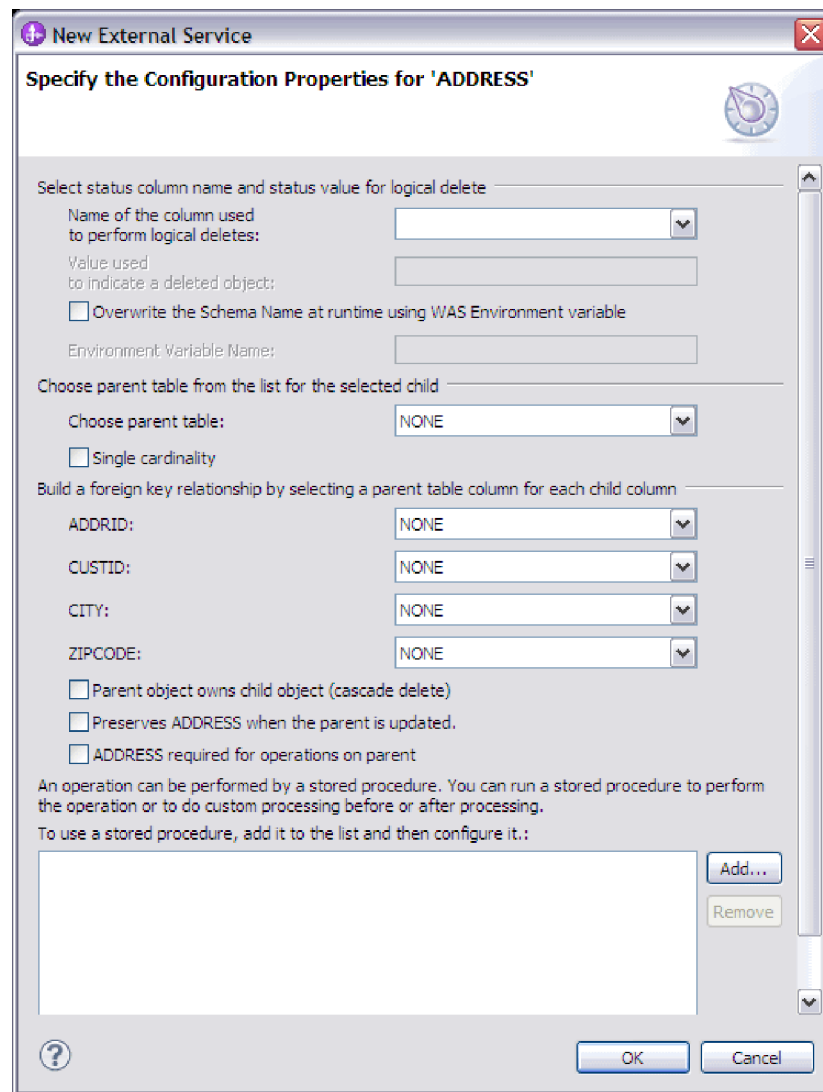 New External Service
Specify the Configuration Properties for 'ADDRESS'
Select status column name and status value for logical delete
Name of the column used
to perform logical deletes:
Value used
to indicate a deleted object:
Overwrite the Schema Name at runtime using WAS Environment variable
Environment Variable Name:
Choose parent table from the list for the selected child
Choose parent table: NONE
Single cardinality
Build a foreign key relationship by selecting a parent table column for each child column
ADDRID: NONE
CUSTID: NONE
CITY: NONE
ZIPCODE: NONE
Parent object owns child object (cascade delete)
Preserves ADDRESS when the parent is updated.
ADDRESS required for operations on parent
An operation can be performed by a stored procedure. You can run a stored procedure to perform
the operation or to do custom processing before or after processing.
To use a stored procedure, add it to the list and then configure it.:
Add...
Remove
? OK Cancel